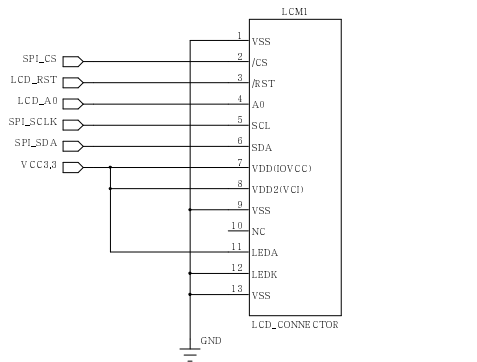 LCM1
1 VSS
SPI_CS 2 /CS
LCD_RST 3 /RST
LCD_A0 4 A0
SPI_SCLK 5 SCL
SPI_SDA 6 SDA
VCC3.3 7 VDD(IOVCC)
8 VDD2(VCI)
9 VSS
10 NC
11 LEDA
12 LEDK
13 VSS
LCD_CONNECTOR
GND